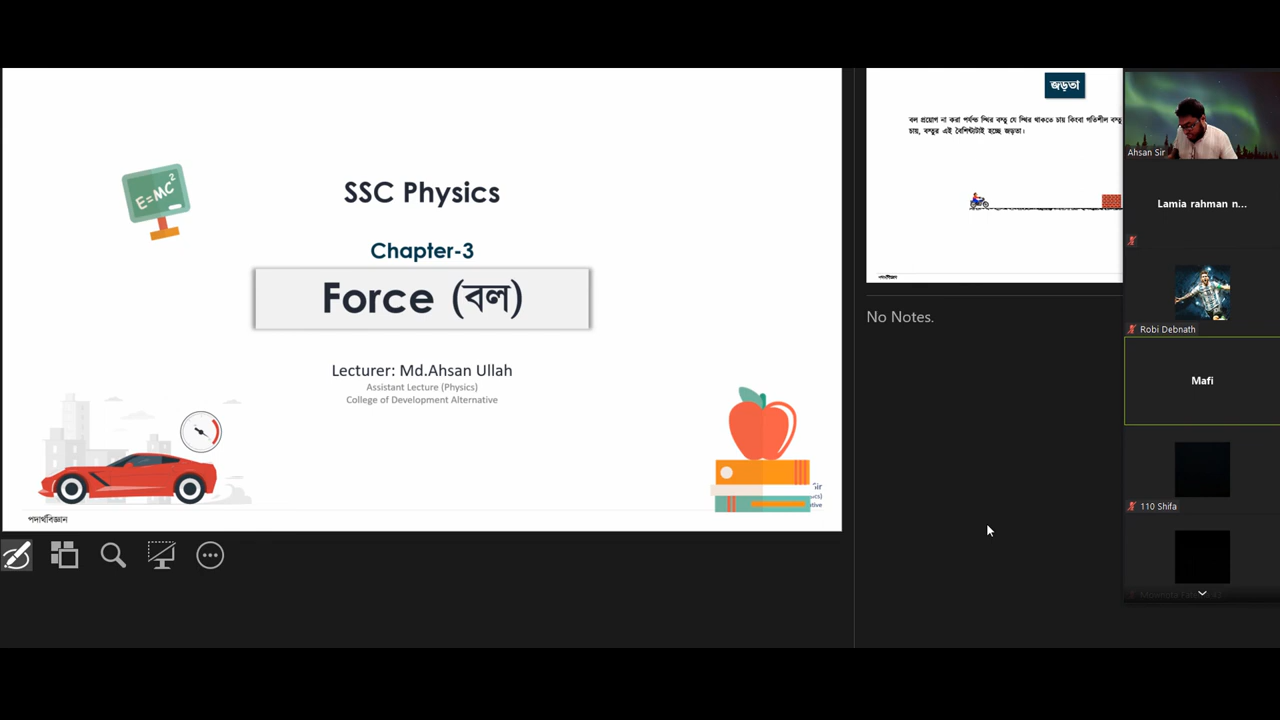 E=MC²
SSC Physics
Chapter-3
Force (বল)
Lecturer: Md.Ahsan Ullah
Assistant Lecture (Physics)
College of Development Alternative
পদার্থবিজ্ঞান
জড়তা
বল প্রয়োগ না করা পর্যন্ত স্থির বস্তু যে স্থির থাকতে চায় কিংবা গতিশীল বস্তু
চায়, বস্তুর এই বৈশিষ্ট্যটাই হচ্ছে জড়তা।
পদার্থবিজ্ঞান
No Notes.
Ahsan Sir
Lamia rahman n...
Robi Debnath
Mafi
110 Shifa